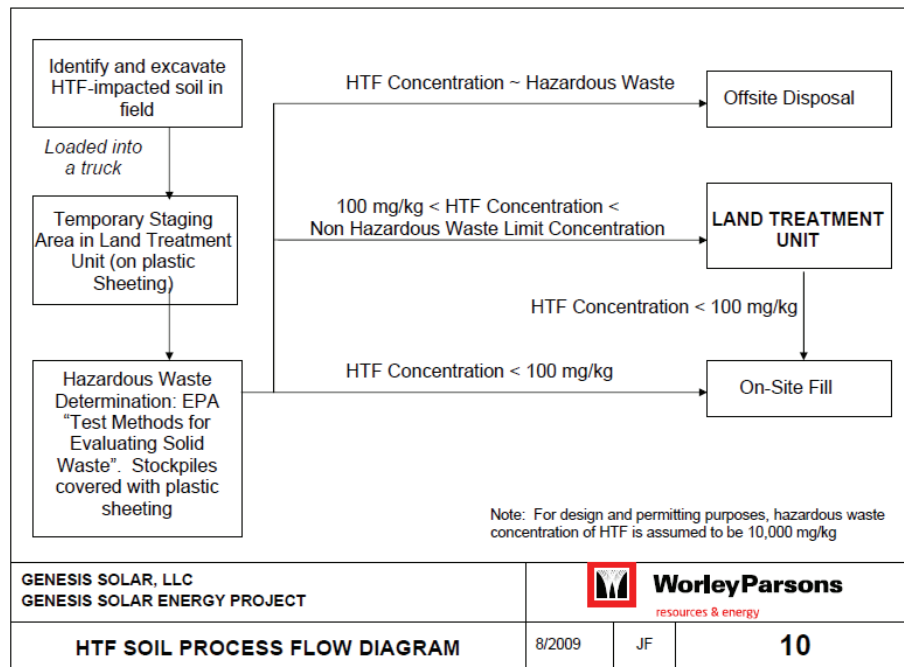 Identify and excavate
HTF-impacted soil in
field
Loaded into
a truck
Temporary Staging
Area in Land Treatment
Unit (on plastic
Sheeting)
Hazardous Waste
Determination: EPA
“Test Methods for
Evaluating Solid
Waste”. Stockpiles
covered with plastic
sheeting
HTF Concentration ~ Hazardous Waste
Offsite Disposal
100 mg/kg < HTF Concentration <
Non Hazardous Waste Limit Concentration
LAND TREATMENT
UNIT
HTF Concentration < 100 mg/kg
HTF Concentration < 100 mg/kg
On-Site Fill
Note: For design and permitting purposes, hazardous waste
concentration of HTF is assumed to be 10,000 mg/kg
GENESIS SOLAR, LLC
GENESIS SOLAR ENERGY PROJECT
WorleyParsons
resources & energy
HTF SOIL PROCESS FLOW DIAGRAM
8/2009
JF
10